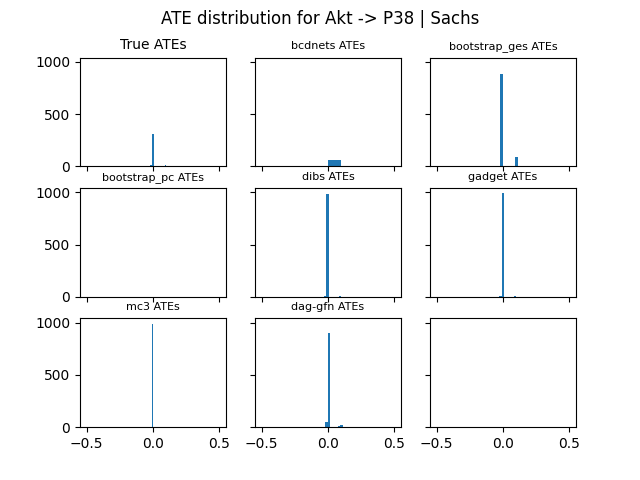 ATE distribution for Akt -> P38 | Sachs
True ATEs
bcdnets ATEs
bootstrap_ges ATEs
1000
500
0
bootstrap_pc ATEs
dibs ATEs
gadget ATEs
1000
500
0
mc3 ATEs
dag-gfn ATEs
1000
500
0
−0.5 0.0 0.5 −0.5 0.0 0.5 −0.5 0.0 0.5